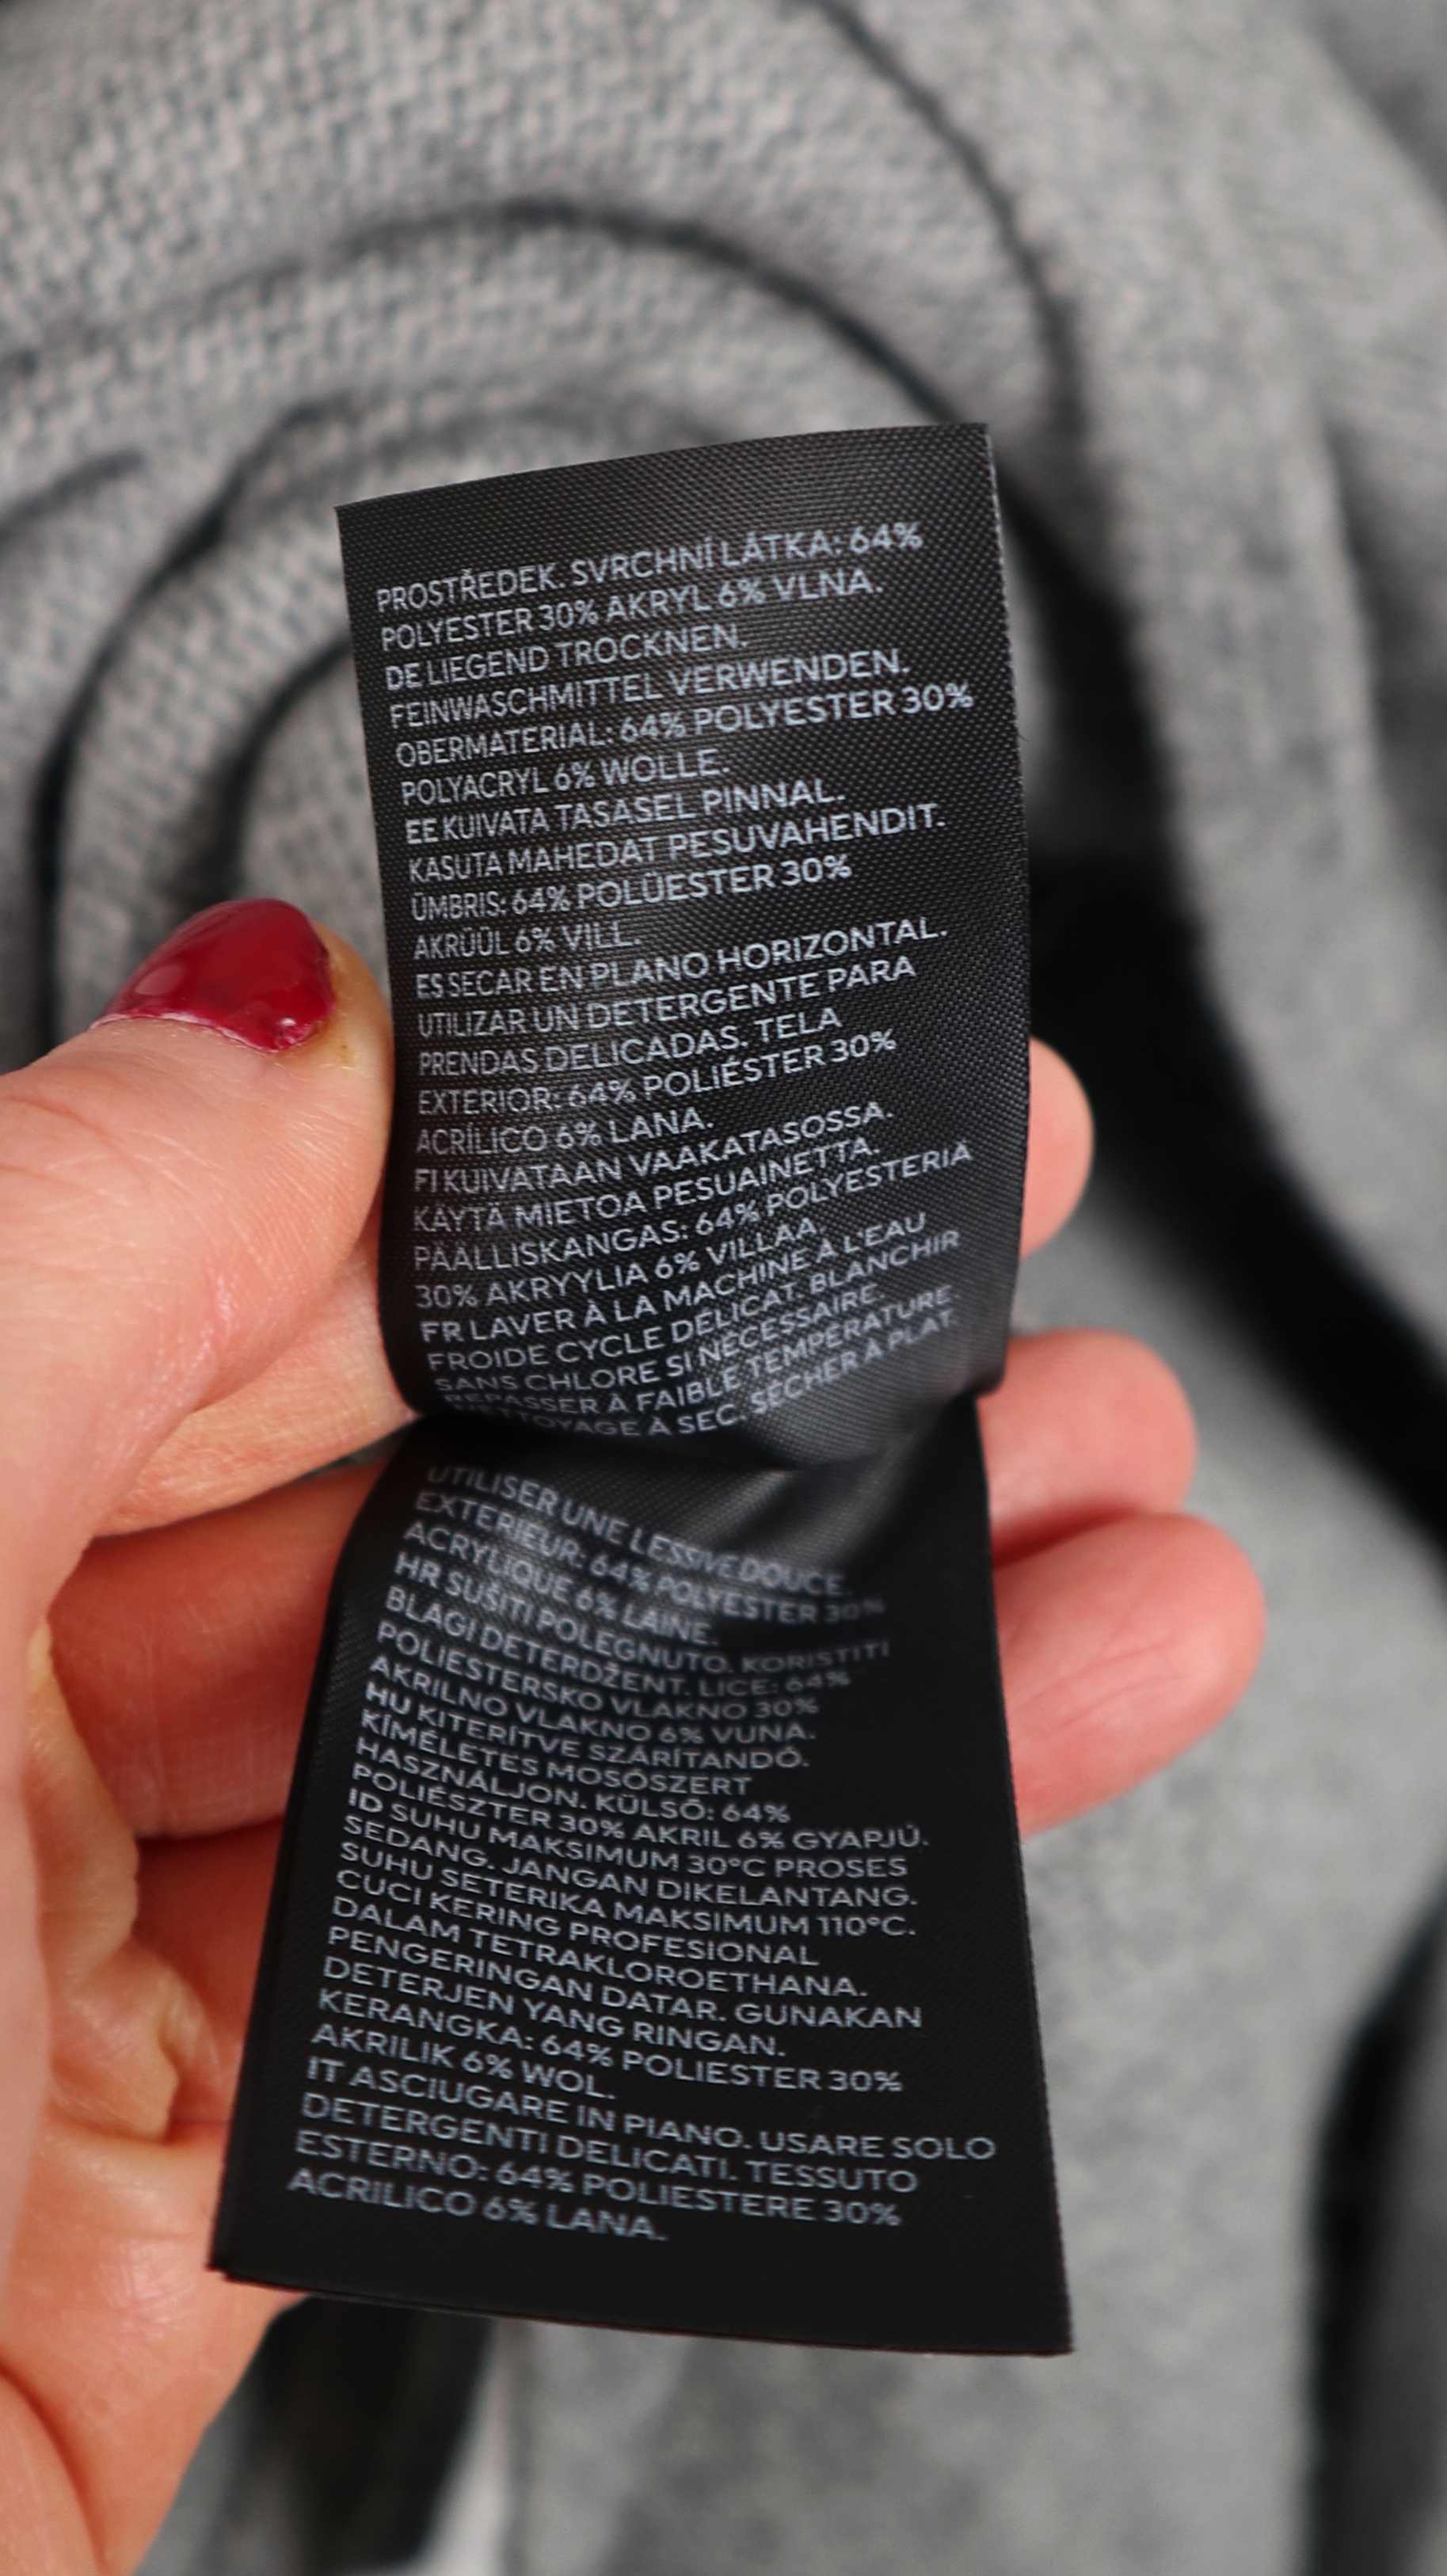 PROSTŘEDEK. SVRCHNÍ LÁTKA: 64%
POLYESTER 30% AKRYL 6% VLNA.
DE LIEGEND TROCKNEN.
FEINWASCHMITTEL VERWENDEN.
OBERMATERIAL: 64% POLYESTER 30%
POLYACRYL 6% WOLLE.
EE KUIVATA TASASEL PINNAL.
KASUTA MAHEDAT PESUVAHENDIT.
ÜMBRIS: 64% POLÜESTER 30%
AKRÜÜL 6% VILL.
ES SECAR EN PLANO HORIZONTAL.
UTILIZAR UN DETERGENTE PARA
PRENDAS DELICADAS. TELA
EXTERIOR: 64% POLIÉSTER 30%
ACRÍLICO 6% LANA.
FI KUIVATAAN VAAKATASOSSA.
KÄYTÄ MIETOA PESUAINETTA.
PÄÄLLISKANGAS: 64% POLYESTERIÄ
30% AKRYYLIA 6% VILLAA
FR LAVER À LA MACHINE À L'EAU
FROIDE CYCLE DÉLICAT. BLANCHIR
SANS CHLORE SI NÉCESSAIRE.
REPASSER À FAIBLE TEMPÉRATURE.
À SEC. SÉCHER À PLAT.
UTILISER UNE LESSIVE DOUCE.
EXTÉRIEUR: 64% POLYESTER 30%
ACRYLIQUE 6% LAINE.
HR SUŠITI POLEGNUTO. KORISTITI
BLAGI DETERDŽENT. LICE: 64%
POLIESTERSKO VLAKNO 30%
AKRILNO VLAKNO 6% VUNA.
HU KITERÍTVE SZÁRÍTANDÓ.
KÍMÉLETES MOSÓSZERT
HASZNÁLJON. KÜLSŐ: 64%
POLIÉSZTER 30% AKRIL 6% GYAPJÚ.
ID SUHU MAKSIMUM 30°C PROSES
SEDANG. JANGAN DIKELANTANG.
SUHU SETERIKA MAKSIMUM 110°C.
CUCI KERING PROFESIONAL
DALAM TETRAKLOROETHANA.
PENGERINGAN DATAR. GUNAKAN
DETERJEN YANG RINGAN.
KERANGKA: 64% POLIESTER 30%
AKRILIK 6% WOL.
IT ASCIUGARE IN PIANO. USARE SOLO
DETERGENTI DELICATI. TESSUTO
ESTERNO: 64% POLIESTERE 30%
ACRILICO 6% LANA.